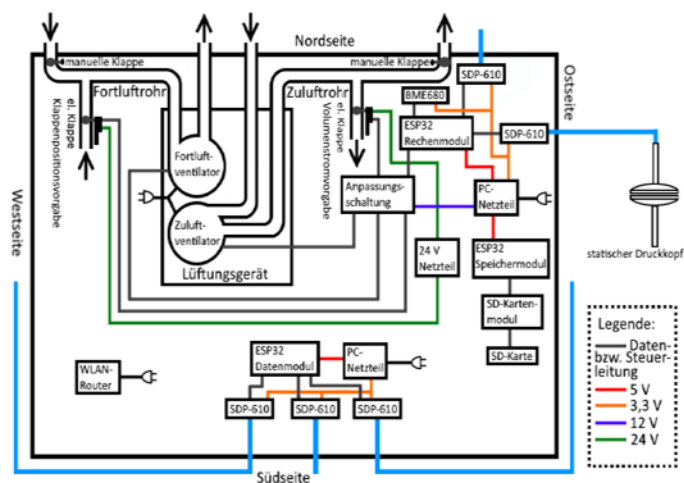 Nordseite
manuelle Klappe
manuelle Klappe
Fortluftrohr
Zuluftrohr
el. Klappe
Klappenpositionsvorgabe
el. Klappe
Volumenstromvorgabe
SDP-610
BME680
ESP32
Rechenmodul
SDP-610
Ostseite
Westseite
Fortluft-
ventilator
Zuluft-
ventilator
Lüftungsgerät
Anpassungs-
schaltung
PC-
Netzteil
24 V
Netzteil
ESP32
Speichermodul
SD-Karten-
modul
SD-Karte
statischer Druckkopf
WLAN-
Router
ESP32
Datenmodul
PC-
Netzteil
SDP-610
SDP-610
SDP-610
Südseite
Legende:
Daten-
bzw. Steuer-
leitung
5 V
3,3 V
12 V
24 V